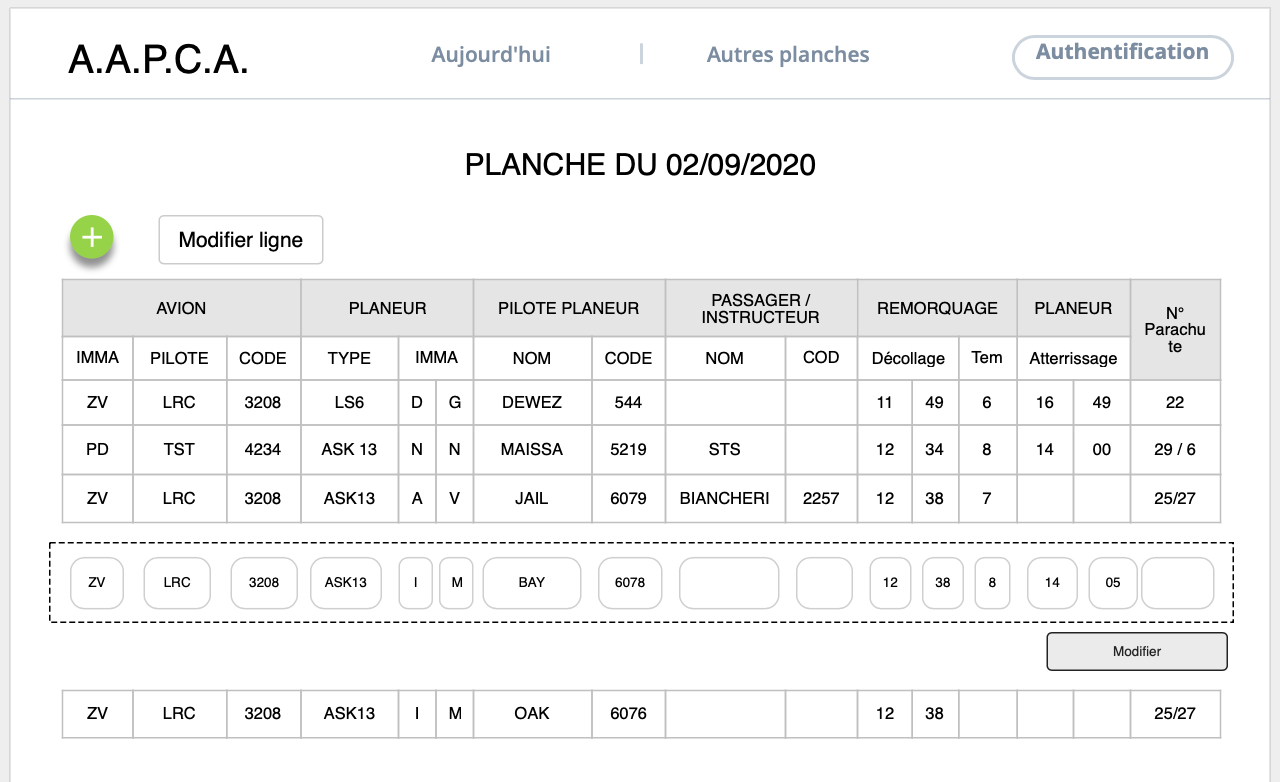 A.A.P.C.A. Aujourd'hui Autres planches Authentification
PLANCHE DU 02/09/2020
+ Modifier ligne
AVION PLANEUR PILOTE PLANEUR PASSAGER / INSTRUCTEUR REMORQUAGE PLANEUR N° Parachu te
IMMA PILOTE CODE TYPE IMMA NOM CODE NOM COD Décollage Tem Atterrissage
ZV LRC 3208 LS6 D G DEWEZ 544 11 49 6 16 49 22
PD TST 4234 ASK 13 N N MAISSA 5219 STS 12 34 8 14 00 29 / 6
ZV LRC 3208 ASK13 A V JAIL 6079 BIANCHERI 2257 12 38 7 25/27
ZV LRC 3208 ASK13 I M BAY 6078 12 38 8 14 05
Modifier
ZV LRC 3208 ASK13 I M OAK 6076 12 38 25/27